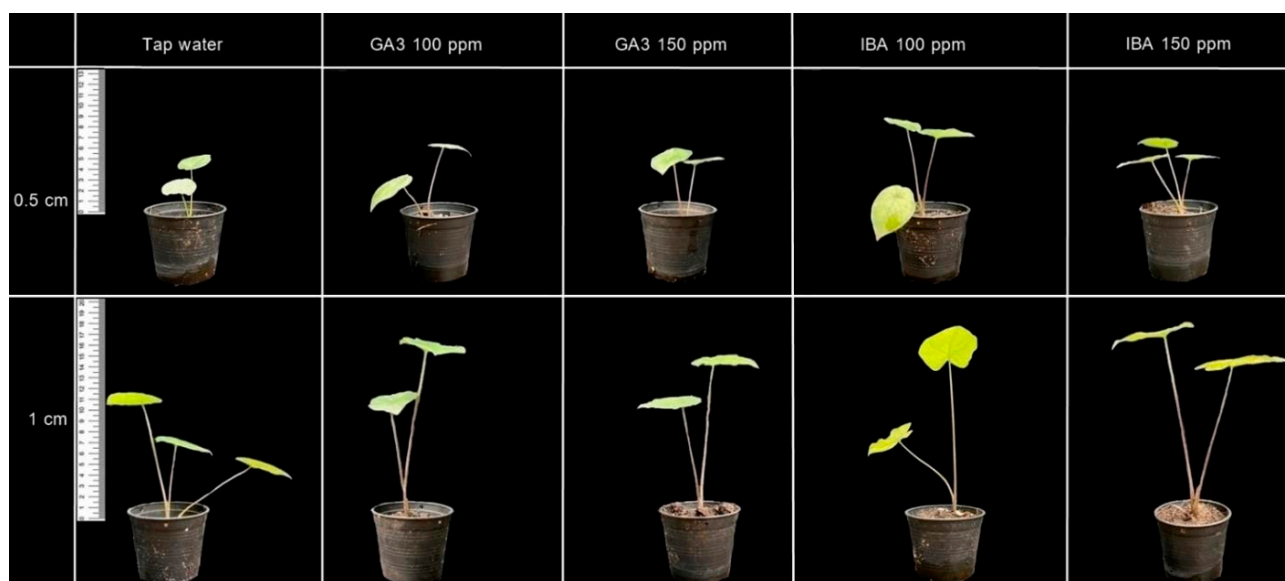 Tap water
GA3 100 ppm
GA3 150 ppm
IBA 100 ppm
IBA 150 ppm
0.5 cm
1 cm